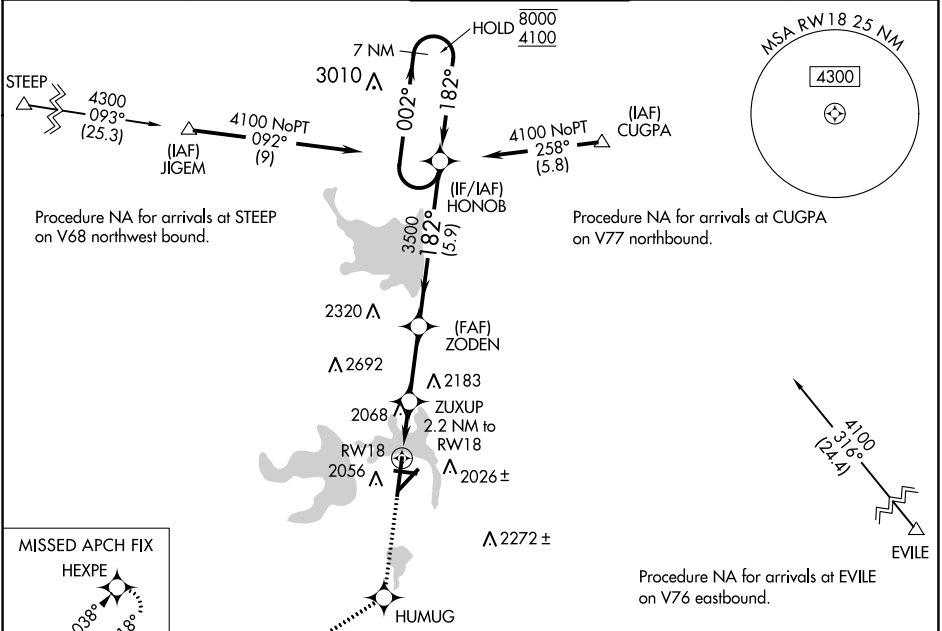 HOLD 8000
4100
7 NM
3010
002°
182°
MSA RW18 25 NM
4300
STEEP
4300
093°
(25.3)
(IAF)
JIGEM
4100 NoPT
092°
(9)
4100 NoPT
258°
(5.8)
(IAF)
CUGPA
(IF/IAF)
HONOB
Procedure NA for arrivals at STEEP
on V68 northwest bound.
Procedure NA for arrivals at CUGPA
on V77 northbound.
3500
182°
(5.9)
2320
(FAF)
ZODEN
2692
2183
2068
ZUXUP
2.2 NM to
RW18
RW18
2056
2026 ±
2272 ±
4100
316°
(24.4)
EVILE
Procedure NA for arrivals at EVILE
on V76 eastbound.
MISSED APCH FIX
HEXPE
038°
HUMUG